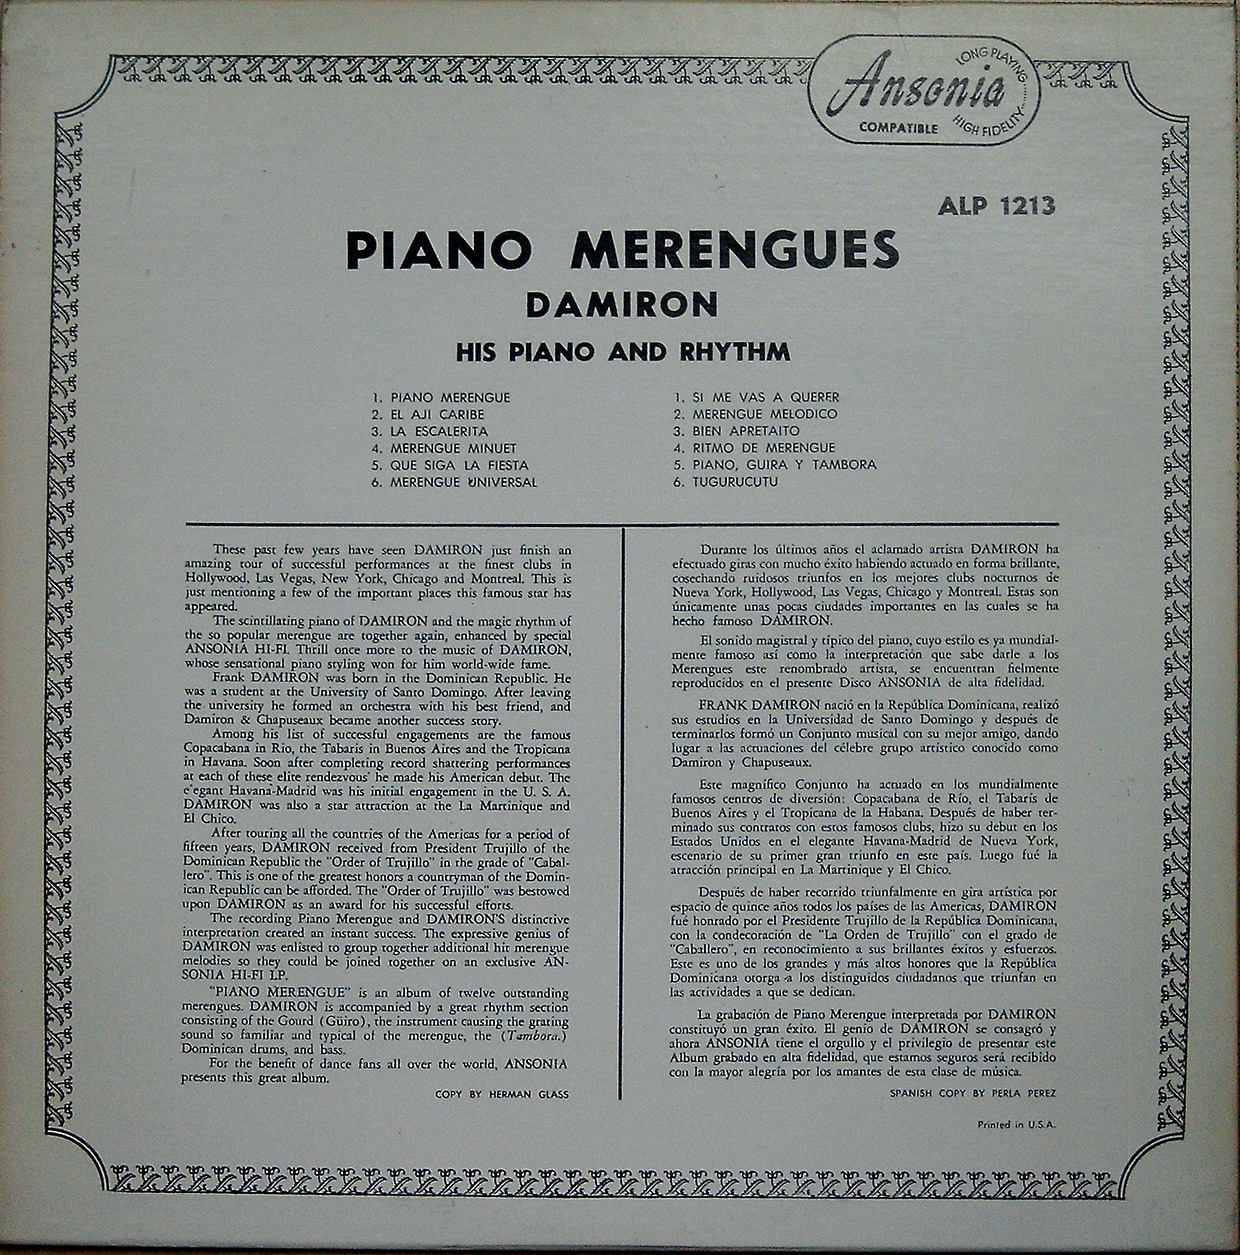 Ansonia
LONG PLAYING
HIGH FIDELITY
COMPATIBLE
ALP 1213
PIANO MERENGUES
DAMIRON
HIS PIANO AND RHYTHM
1. PIANO MERENGUE
2. EL AJI CARIBE
3. LA ESCALERITA
4. MERENGUE MINUET
5. QUE SIGA LA FIESTA
6. MERENGUE UNIVERSAL
1. SI ME VAS A QUERER
2. MERENGUE MELODICO
3. BIEN APRETAITO
4. RITMO DE MERENGUE
5. PIANO, GUIRA Y TAMBORA
6. TUGURUCUTU
These past few years have seen DAMIRON just finish an
amazing tour of successful performances at the finest clubs in
Hollywood, Las Vegas, New York, Chicago and Montreal. This is
just mentioning a few of the important places this famous star has
appeared.
The scintillating piano of DAMIRON and the magic rhythm of
the so popular merengue are together again, enhanced by special
ANSONIA HI-FI. Thrill once more to the music of DAMIRON,
whose sensational piano styling won for him world-wide fame.
Frank DAMIRON was born in the Dominican Republic. He
was a student at the University of Santo Domingo. After leaving
the university he formed an orchestra with his best friend, and
Damiron & Chapuseaux became another success story.
Among his list of successful engagements are the famous
Copacabana in Rio, the Tabaris in Buenos Aires and the Tropicana
in Havana. Soon after completing record shattering performances
at each of these elite rendezvous' he made his American debut. The
e'egant Havana-Madrid was his initial engagement in the U. S. A.
DAMIRON was also a star attraction at the La Martinique and
El Chico.
After touring all the countries of the Americas for a period of
fifteen years, DAMIRON received from President Trujillo of the
Dominican Republic the "Order of Trujillo" in the grade of "Cabal-
lero". This is one of the greatest honors a countryman of the Domin-
ican Republic can be afforded. The "Order of Trujillo" was bestowed
upon DAMIRON as an award for his successful efforts.
The recording Piano Merengue and DAMIRON'S distinctive
interpretation created an instant success. The expressive genius of
DAMIRON was enlisted to group together additional hit merengue
melodies so they could be joined together on an exclusive AN-
SONIA HI-FI LP.
"PIANO MERENGUE" is an album of twelve outstanding
merengues. DAMIRON is accompanied by a great rhythm section
consisting of the Gourd (Güiro), the instrument causing the grating
sound so familiar and typical of the merengue, the (Tambora.)
Dominican drums, and bass.
For the benefit of dance fans all over the world, ANSONIA
presents this great album.
COPY BY HERMAN GLASS
Durante los últimos años el aclamado artista DAMIRON ha
efectuado giras con mucho éxito habiendo actuado en forma brillante,
cosechando ruidosos triunfos en los mejores clubs nocturnos de
Nueva York, Hollywood, Las Vegas, Chicago y Montreal. Estas son
únicamente unas pocas ciudades importantes en las cuales se ha
hecho famoso DAMIRON.
El sonido magistral y típico del piano, cuyo estilo es ya mundial-
mente famoso así como la interpretación que sabe darle a los
Merengues este renombrado artista, se encuentran fielmente
reproducidos en el presente Disco ANSONIA de alta fidelidad.
FRANK DAMIRON nació en la República Dominicana, realizó
sus estudios en la Universidad de Santo Domingo y después de
terminarlos formó un Conjunto musical con su mejor amigo, dando
lugar a las actuaciones del célebre grupo artístico conocido como
Damiron y Chapuseaux.
Este magnífico Conjunto ha actuado en los mundialmente
famosos centros de diversión: Copacabana de Río, el Tabarís de
Buenos Aires y el Tropicana de la Habana. Después de haber ter-
minado sus contratos con estos famosos clubs, hizo su debut en los
Estados Unidos en el elegante Havana-Madrid de Nueva York,
escenario de su primer gran triunfo en este país. Luego fué la
atracción principal en La Martinique y El Chico.
Después de haber recorrido triunfalmente en gira artística por
espacio de quince años todos los países de las Americas, DAMIRON
fué honrado por el Presidente Trujillo de la República Dominicana,
con la condecoración de "La Orden de Trujillo" con el grado de
"Caballero", en reconocimiento a sus brillantes éxitos y esfuerzos.
Este es uno de los grandes y más altos honores que la República
Dominicana otorga a los distinguidos ciudadanos que triunfan en
las actividades a que se dedican.
La grabación de Piano Merengue interpretada por DAMIRON
constituyó un gran éxito. El genio de DAMIRON se consagró y
ahora ANSONIA tiene el orgullo y el privilegio de presentar este
Album grabado en alta fidelidad, que estamos seguros será recibido
con la mayor alegría por los amantes de esta clase de música.
SPANISH COPY BY PERLA PEREZ
Printed in U.S.A.